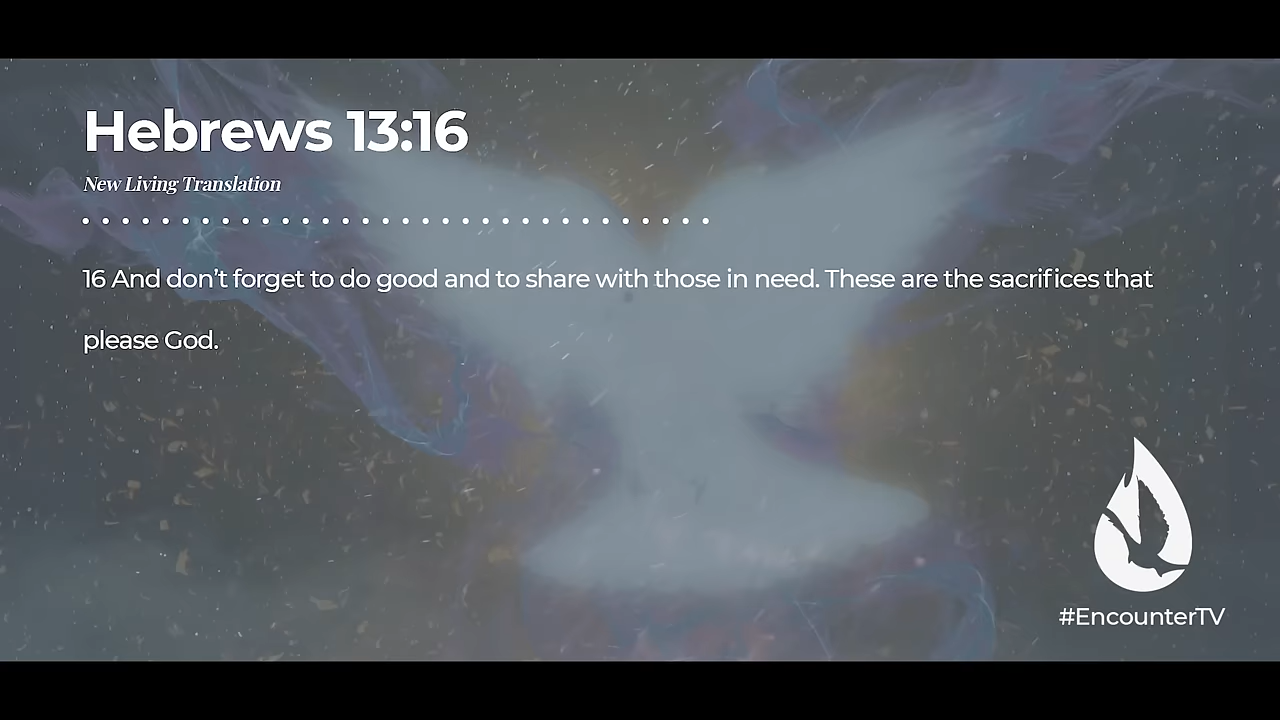 Hebrews 13:16
New Living Translation
16 And don’t forget to do good and to share with those in need. These are the sacrifices that
please God.
#EncounterTV